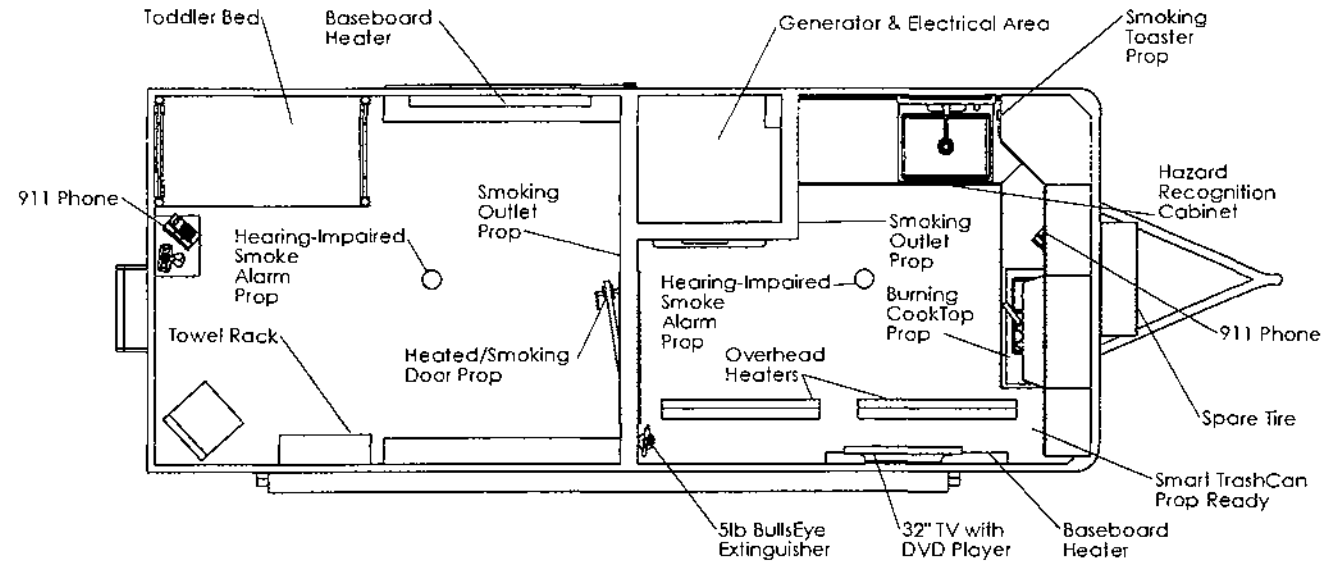 Toddler Bed
Baseboard
Heater
Generator & Electrical Area
Smoking
Toaster
Prop
911 Phone
Hearing-Impaired
Smoke
Alarm
Prop
Smoking
Outlet
Prop
Smoking
Outlet
Prop
Hazard
Recognition
Cabinet
Towel Rack
Heated/Smoking
Door Prop
Hearing-Impaired
Smoke
Alarm
Prop
Burning
CookTop
Prop
911 Phone
Overhead
Heaters
Spare Tire
Smart TrashCan
Prop Ready
5lb BullsEye
Extinguisher
32" TV with
DVD Player
Baseboard
Heater